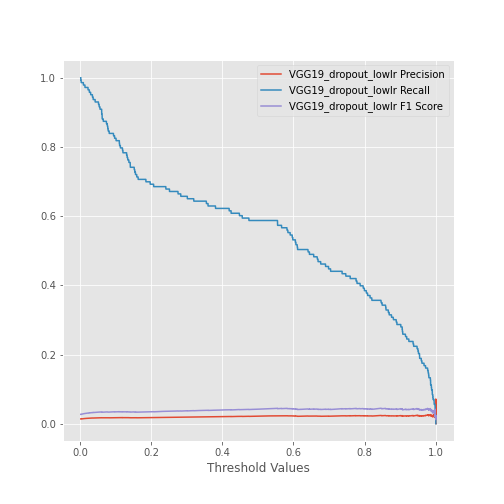 VGG19_dropout_lowlr Precision
VGG19_dropout_lowlr Recall
VGG19_dropout_lowlr F1 Score
1.0
0.8
0.6
0.4
0.2
0.0
0.0 0.2 0.4 0.6 0.8 1.0
Threshold Values